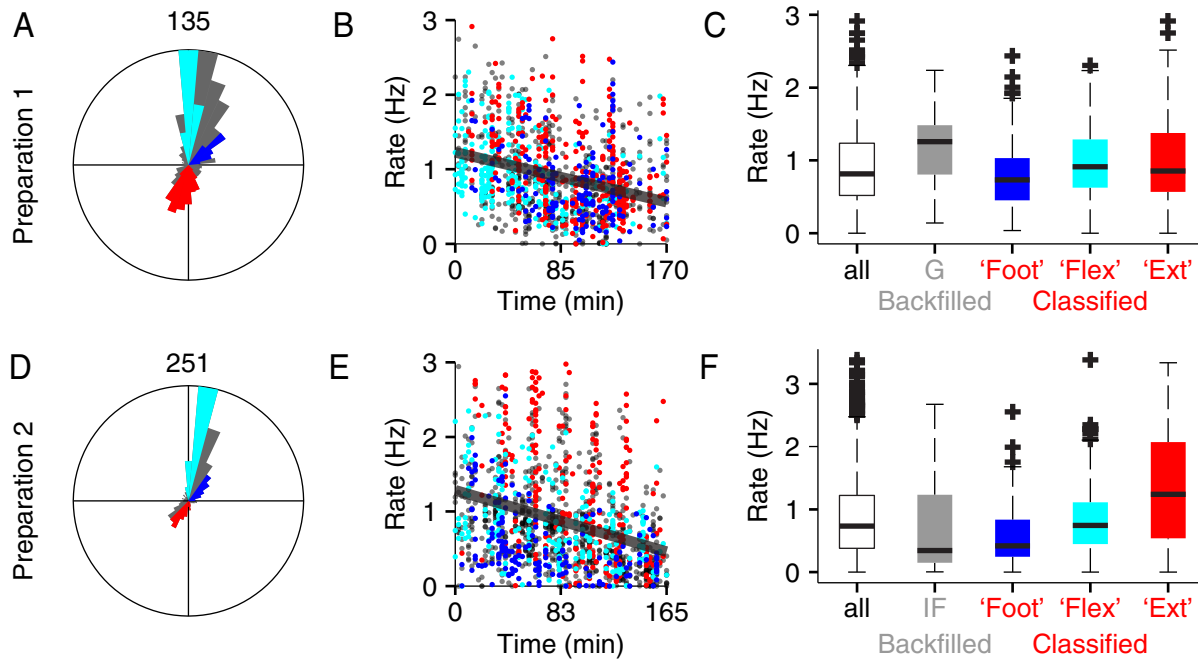 A
135
Preparation 1
B
Rate (Hz)
3
2
1
0
0 85 170
Time (min)
C
Rate (Hz)
3
2
1
0
all G ‘Foot’ ‘Flex’ ‘Ext’
Backfilled Classified
D
251
Preparation 2
E
Rate (Hz)
3
2
1
0
0 83 165
Time (min)
F
Rate (Hz)
3
2
1
0
all IF ‘Foot’ ‘Flex’ ‘Ext’
Backfilled Classified